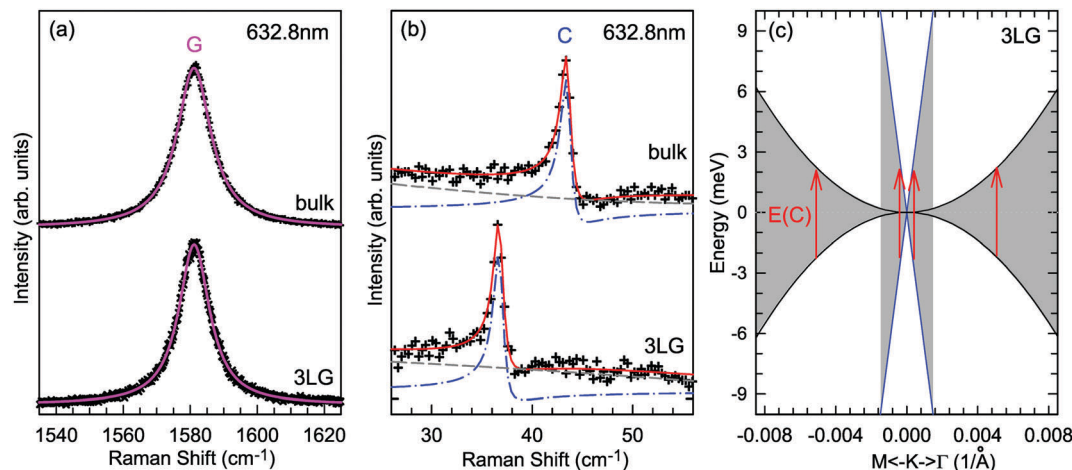 (a) 632.8nm
G
bulk
3LG
Intensity (arb. units)
1540 1560 1580 1600 1620
Raman Shift (cm-1)
(b) 632.8nm
C
bulk
3LG
Intensity (arb. units)
30 40 50
Raman Shift (cm-1)
(c) 3LG
9
6
3
0
-3
-6
-9
Energy (meV)
E(C)
-0.008 -0.004 0.000 0.004 0.008
M<-K->Γ (1/Å)